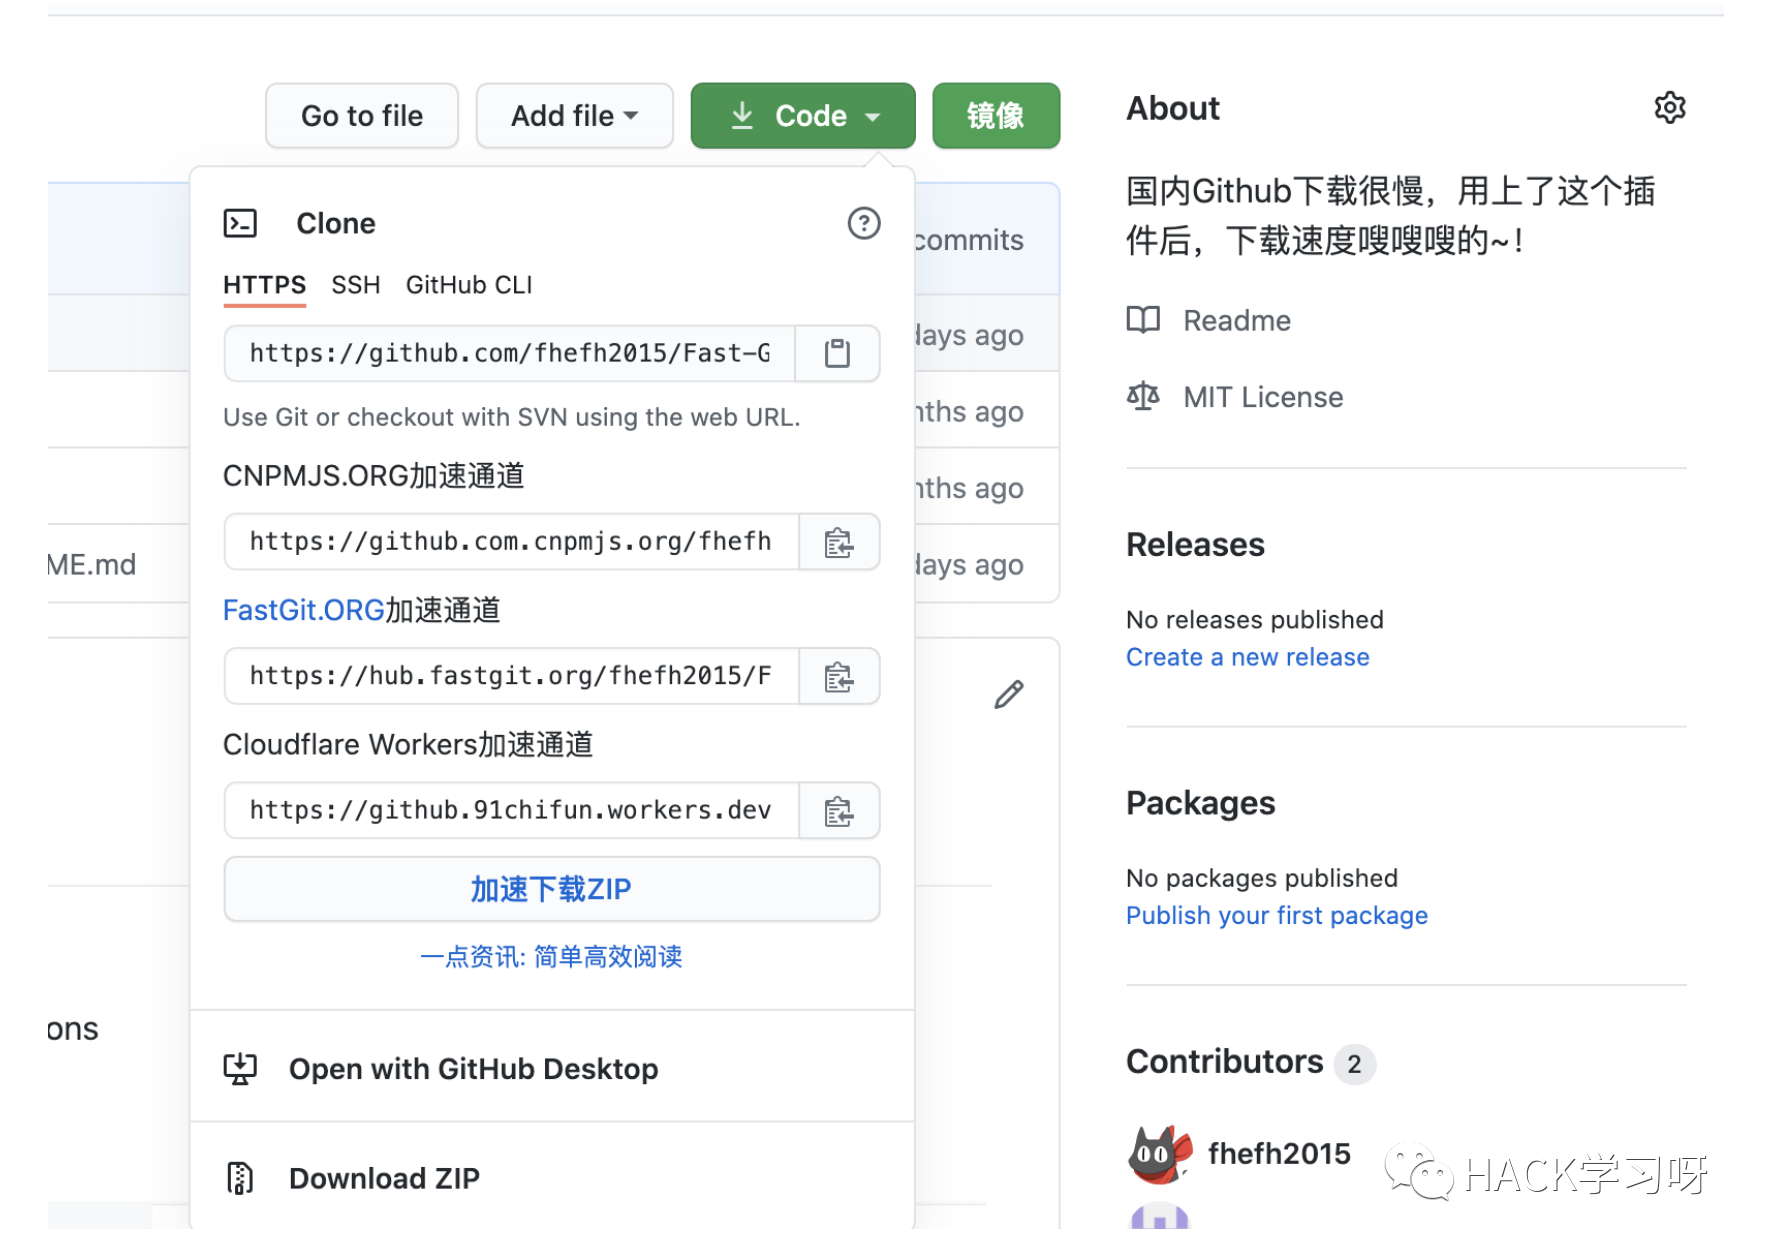 Go to file
Add file
Code
镜像
Clone
HTTPS
SSH
GitHub CLI
https://github.com/fhefh2015/Fast-G
Use Git or checkout with SVN using the web URL.
CNPMJS.ORG加速通道
https://github.com.cnpmjs.org/fhefh
FastGit.ORG加速通道
https://hub.fastgit.org/fhefh2015/F
Cloudflare Workers加速通道
https://github.91chifun.workers.dev
加速下载ZIP
一点资讯: 简单高效阅读
Open with GitHub Desktop
Download ZIP
commits
days ago
nths ago
nths ago
ME.md
days ago
ons
About
国内Github下载很慢，用上了这个插
件后，下载速度嗖嗖嗖的~！
Readme
MIT License
Releases
No releases published
Create a new release
Packages
No packages published
Publish your first package
Contributors 2
fhefh2015
HACK学习呀